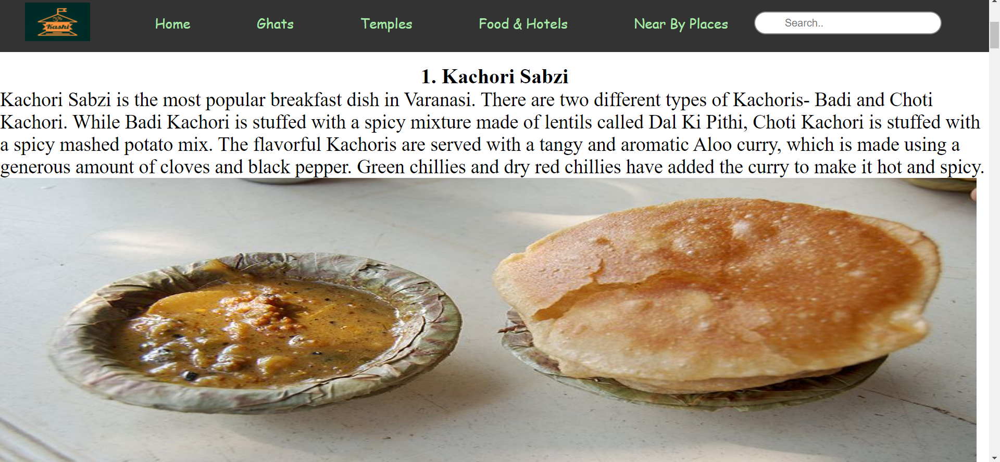 Kashi
Home
Ghats
Temples
Food & Hotels
Near By Places
Search..
1. Kachori Sabzi
Kachori Sabzi is the most popular breakfast dish in Varanasi. There are two different types of Kachoris- Badi and Choti
Kachori. While Badi Kachori is stuffed with a spicy mixture made of lentils called Dal Ki Pithi, Choti Kachori is stuffed with
a spicy mashed potato mix. The flavorful Kachoris are served with a tangy and aromatic Aloo curry, which is made using a
generous amount of cloves and black pepper. Green chillies and dry red chillies have added the curry to make it hot and spicy.